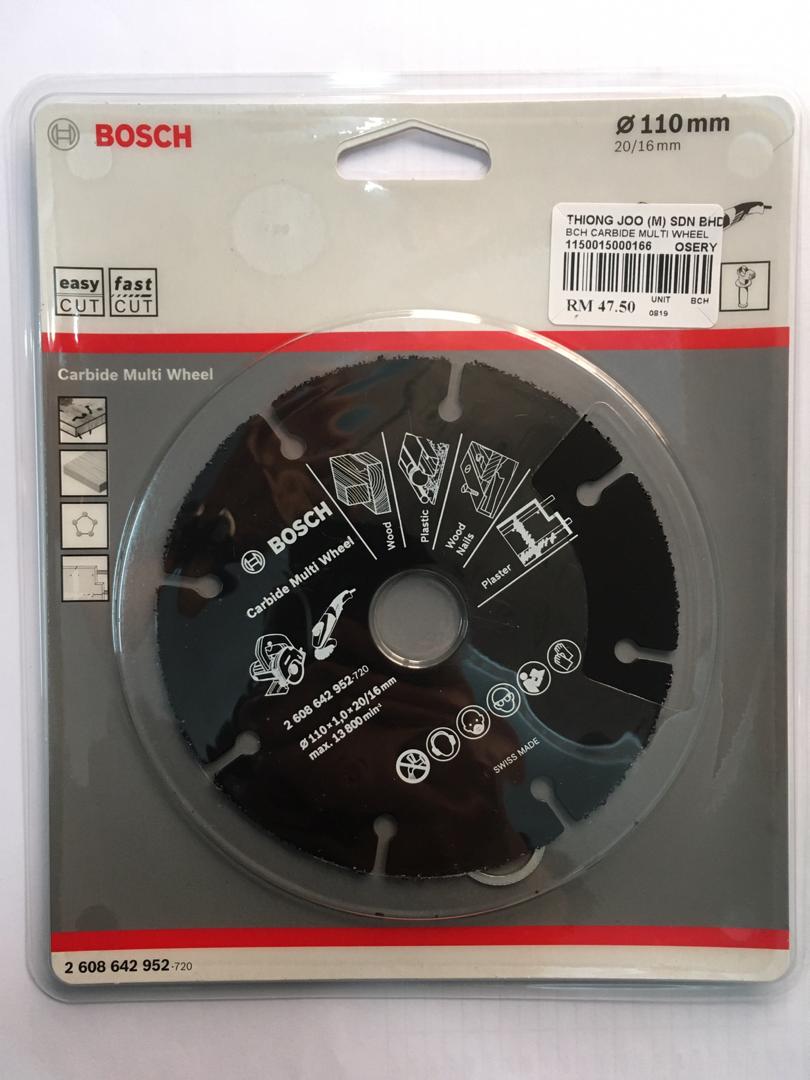 BOSCH
Ø 110 mm
20/16 mm
THIONG JOO (M) SDN BHD
BCH CARBIDE MULTI WHEEL
1150015000166 OSERY
RM 47.50 UNIT BCH
0819
easy CUT
fast CUT
Carbide Multi Wheel
BOSCH
Carbide Multi Wheel
Wood
Plastic
Wood Nails
Plaster
2 608 642 952-720
Ø 110 x 1,0 x 20/16 mm
max. 13 800 min⁻¹
SWISS MADE
2 608 642 952-720